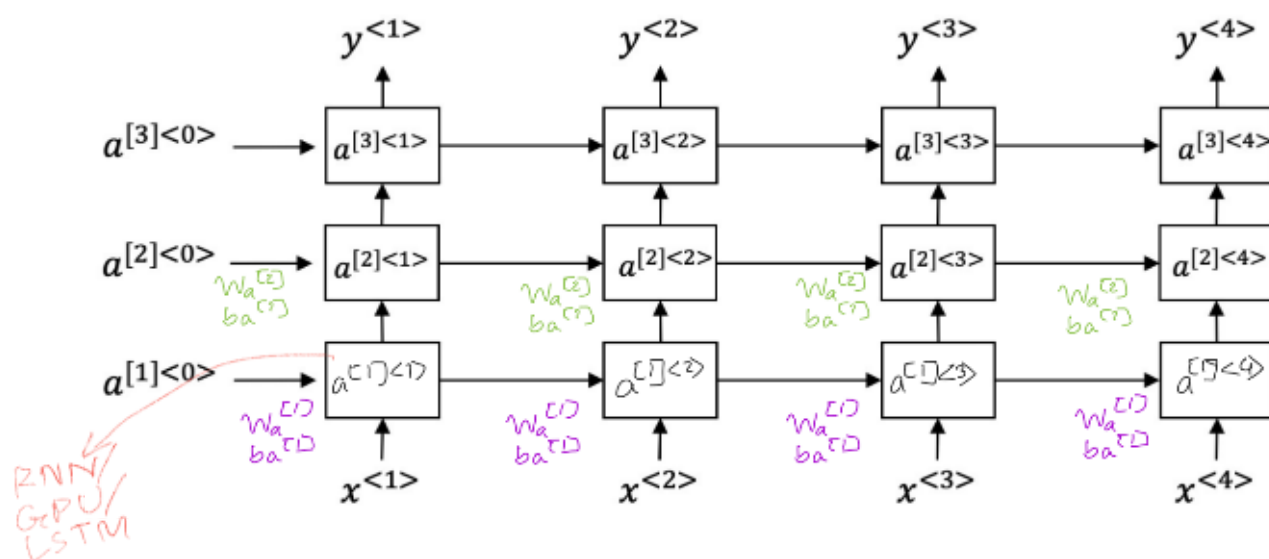 y<1> y<2> y<3> y<4>
a[3]<0> a[3]<1> a[3]<2> a[3]<3> a[3]<4>
a[2]<0> a[2]<1> a[2]<2> a[2]<3> a[2]<4>
Wa[2] Wa[2] Wa[2] Wa[2]
ba[2] ba[2] ba[2] ba[2]
a[1]<0> a[1]<1> a[1]<2> a[1]<3> a[1]<4>
Wa[1] Wa[1] Wa[1] Wa[1]
ba[1] ba[1] ba[1] ba[1]
x<1> x<2> x<3> x<4>
RNN/
GRU/
LSTM